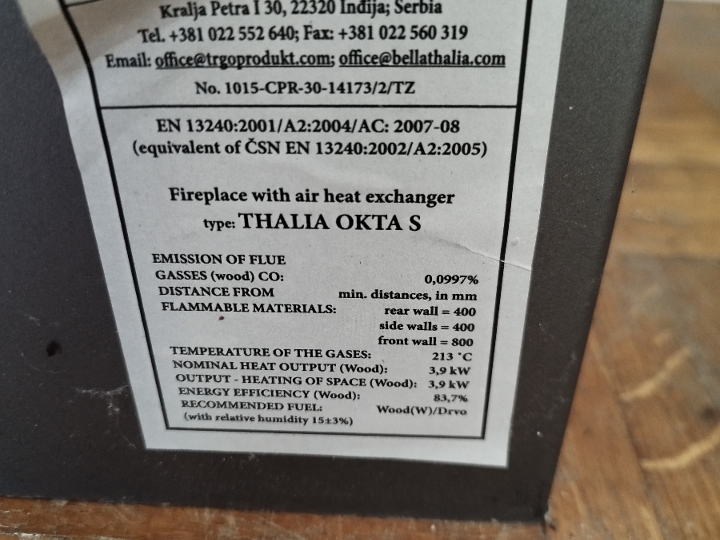 Kralja Petra I 30, 22320 Inđija; Serbia
Tel. +381 022 552 640; Fax: +381 022 560 319
Email: office@trgoprodukt.com; office@bellathalia.com
No. 1015-CPR-30-14173/2/TZ
EN 13240:2001/A2:2004/AC: 2007-08
(equivalent of ČSN EN 13240:2002/A2:2005)
Fireplace with air heat exchanger
type: THALIA OKTA S
EMISSION OF FLUE
GASSES (wood) CO: 0,0997%
DISTANCE FROM min. distances, in mm
FLAMMABLE MATERIALS: rear wall = 400
side walls = 400
front wall = 800
TEMPERATURE OF THE GASES: 213 °C
NOMINAL HEAT OUTPUT (Wood): 3,9 kW
OUTPUT - HEATING OF SPACE (Wood): 3,9 kW
ENERGY EFFICIENCY (Wood): 83,7%
RECOMMENDED FUEL: Wood(W)/Drvo
(with relative humidity 15±3%)